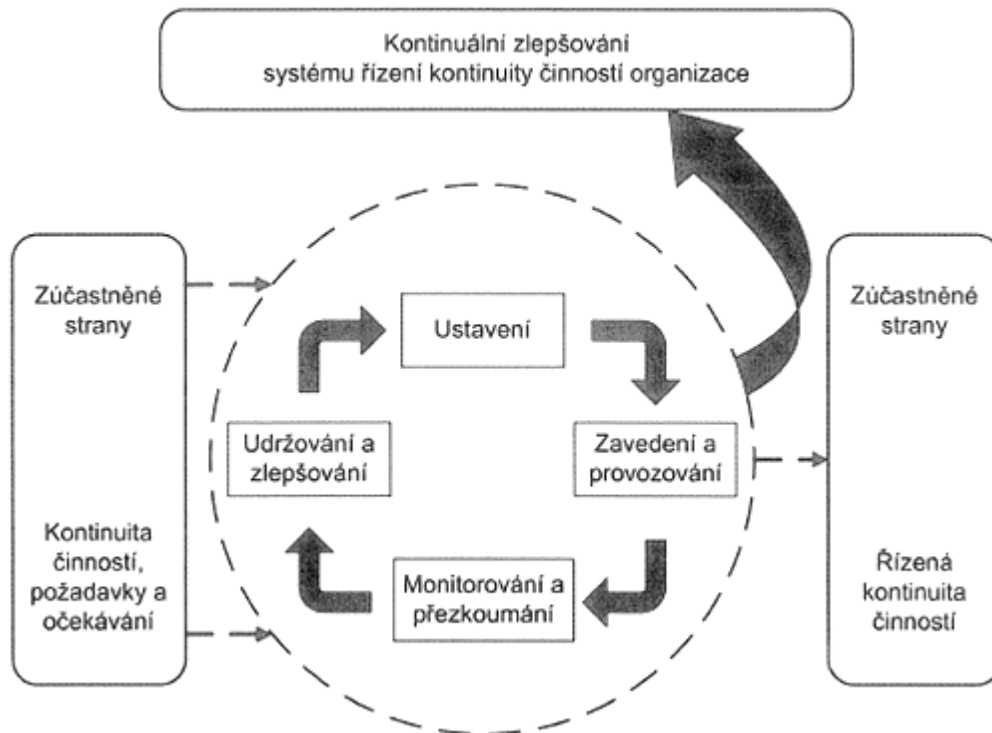 Kontinuální zlepšování
systému řízení kontinuity činností organizace
Zúčastněné
strany
Kontinuita
činností,
požadavky a
očekávání
Ustavení
Udržování a
zlepšování
Zavedení a
provozování
Monitorování a
přezkoumání
Zúčastněné
strany
Řízená
kontinuita
činností